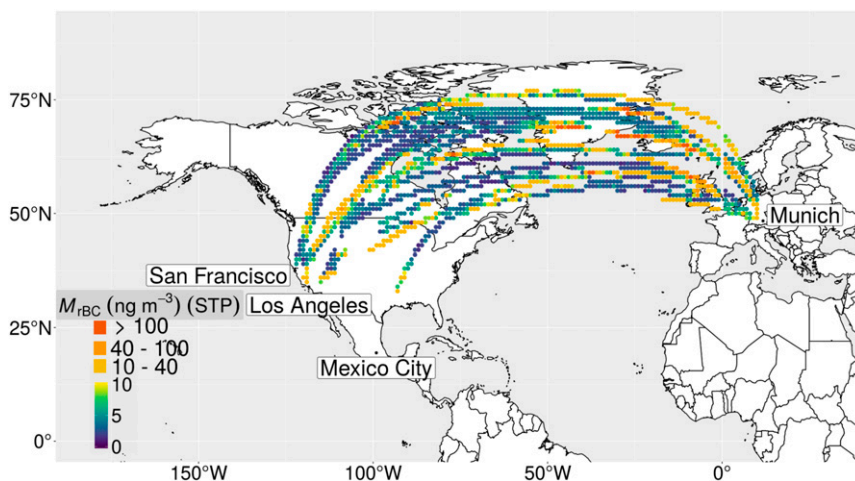 75°N
50°N
Munich
San Francisco
M rBC (ng m⁻³) (STP)
Los Angeles
25°N
> 100
40 - 100
10 - 40
Mexico City
10
5
0
0°
150°W
100°W
50°W
0°